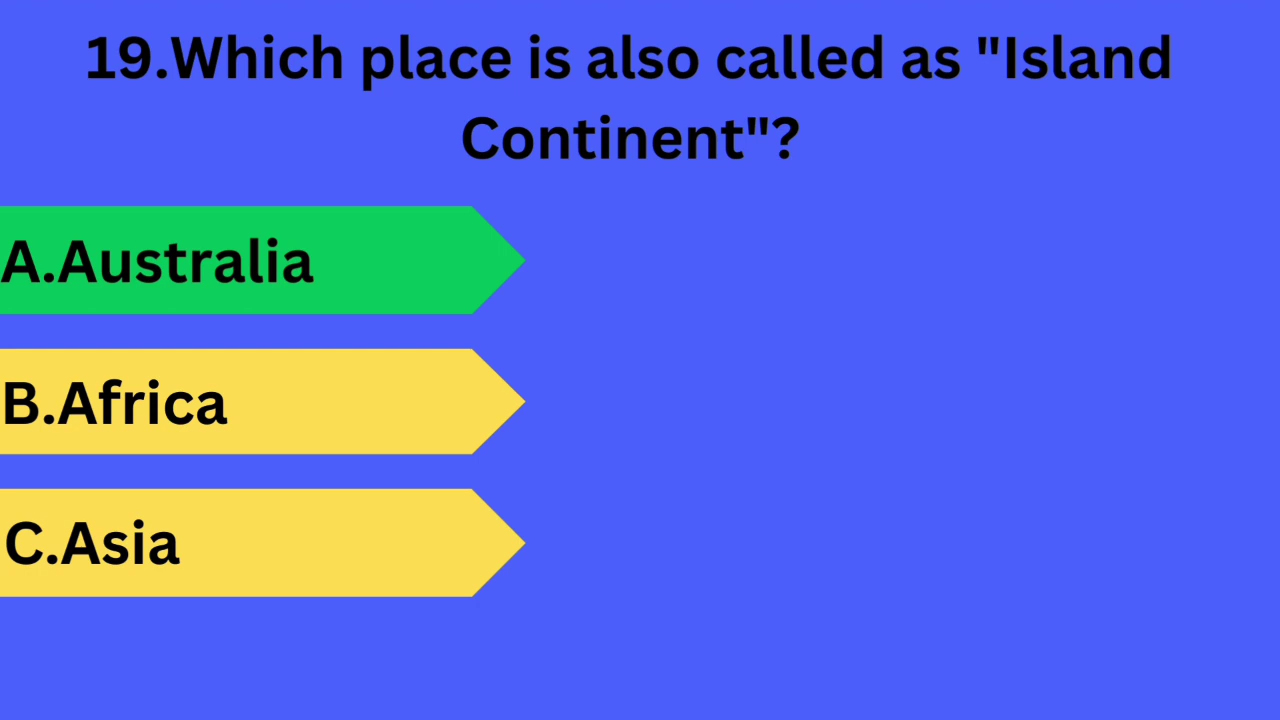 19.Which place is also called as "Island
Continent"?
A.Australia
B.Africa
C.Asia